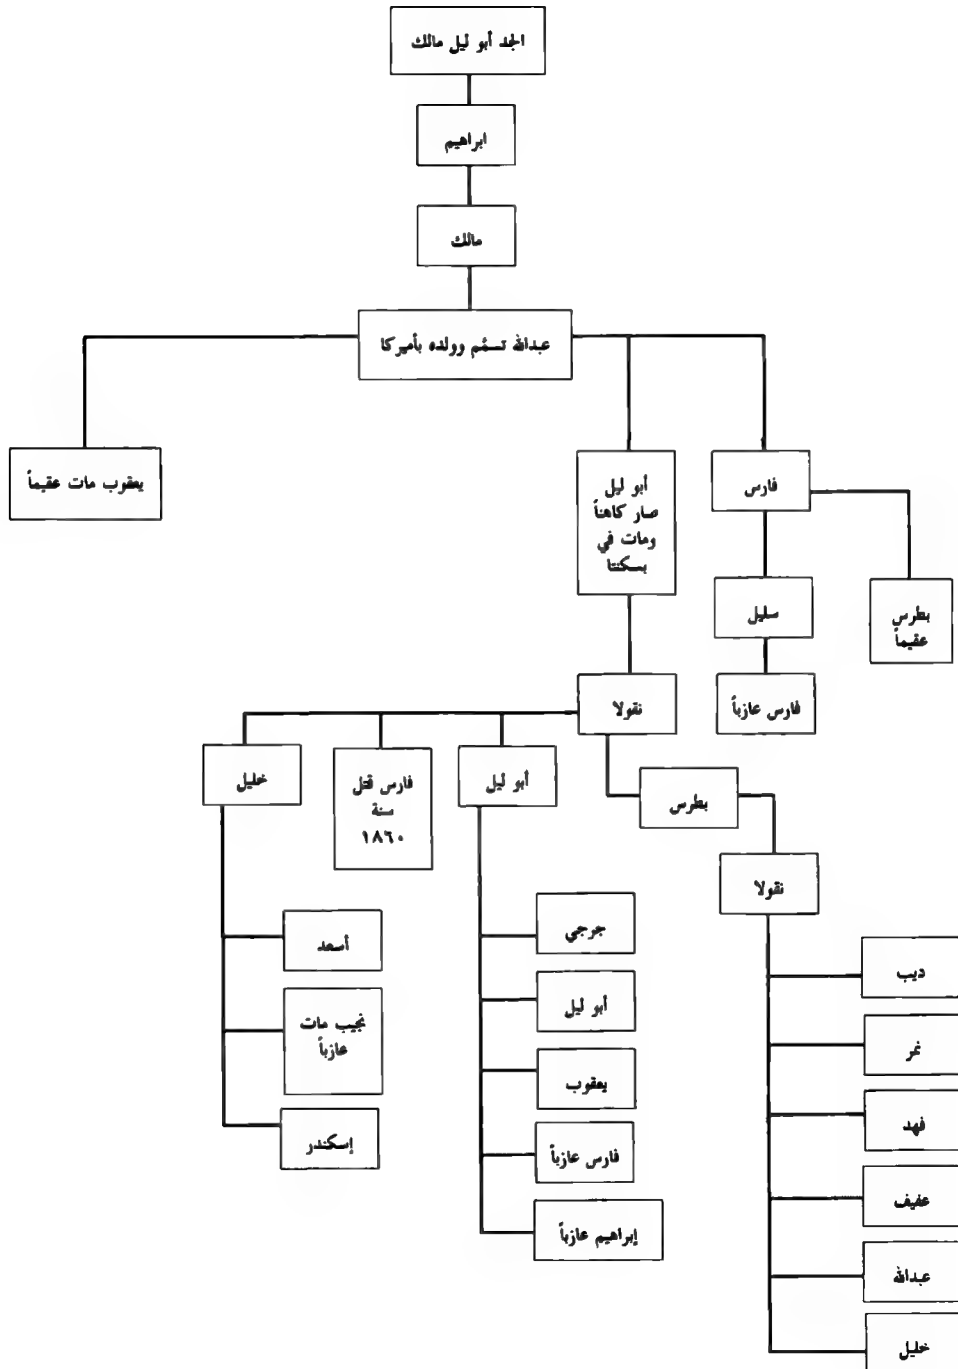 الجد أبو ليل مالك
ابراهيم
مالك
عبدالله تسمّم وولده بأميركا
يعقوب مات عقيماً
أبو ليل
صار كاهناً
ومات في
بسكنتا
فارس
بطرس
عقيماً
سليل
فارس عازباً
نقولا
خليل
فارس قتل
سنة
١٨٦٠
أبو ليل
بطرس
نقولا
أسعد
نجيب مات
عازباً
إسكندر
جرجي
أبو ليل
يعقوب
فارس عازباً
إبراهيم عازباً
ديب
نمر
فهد
عفيف
عبدالله
خليل